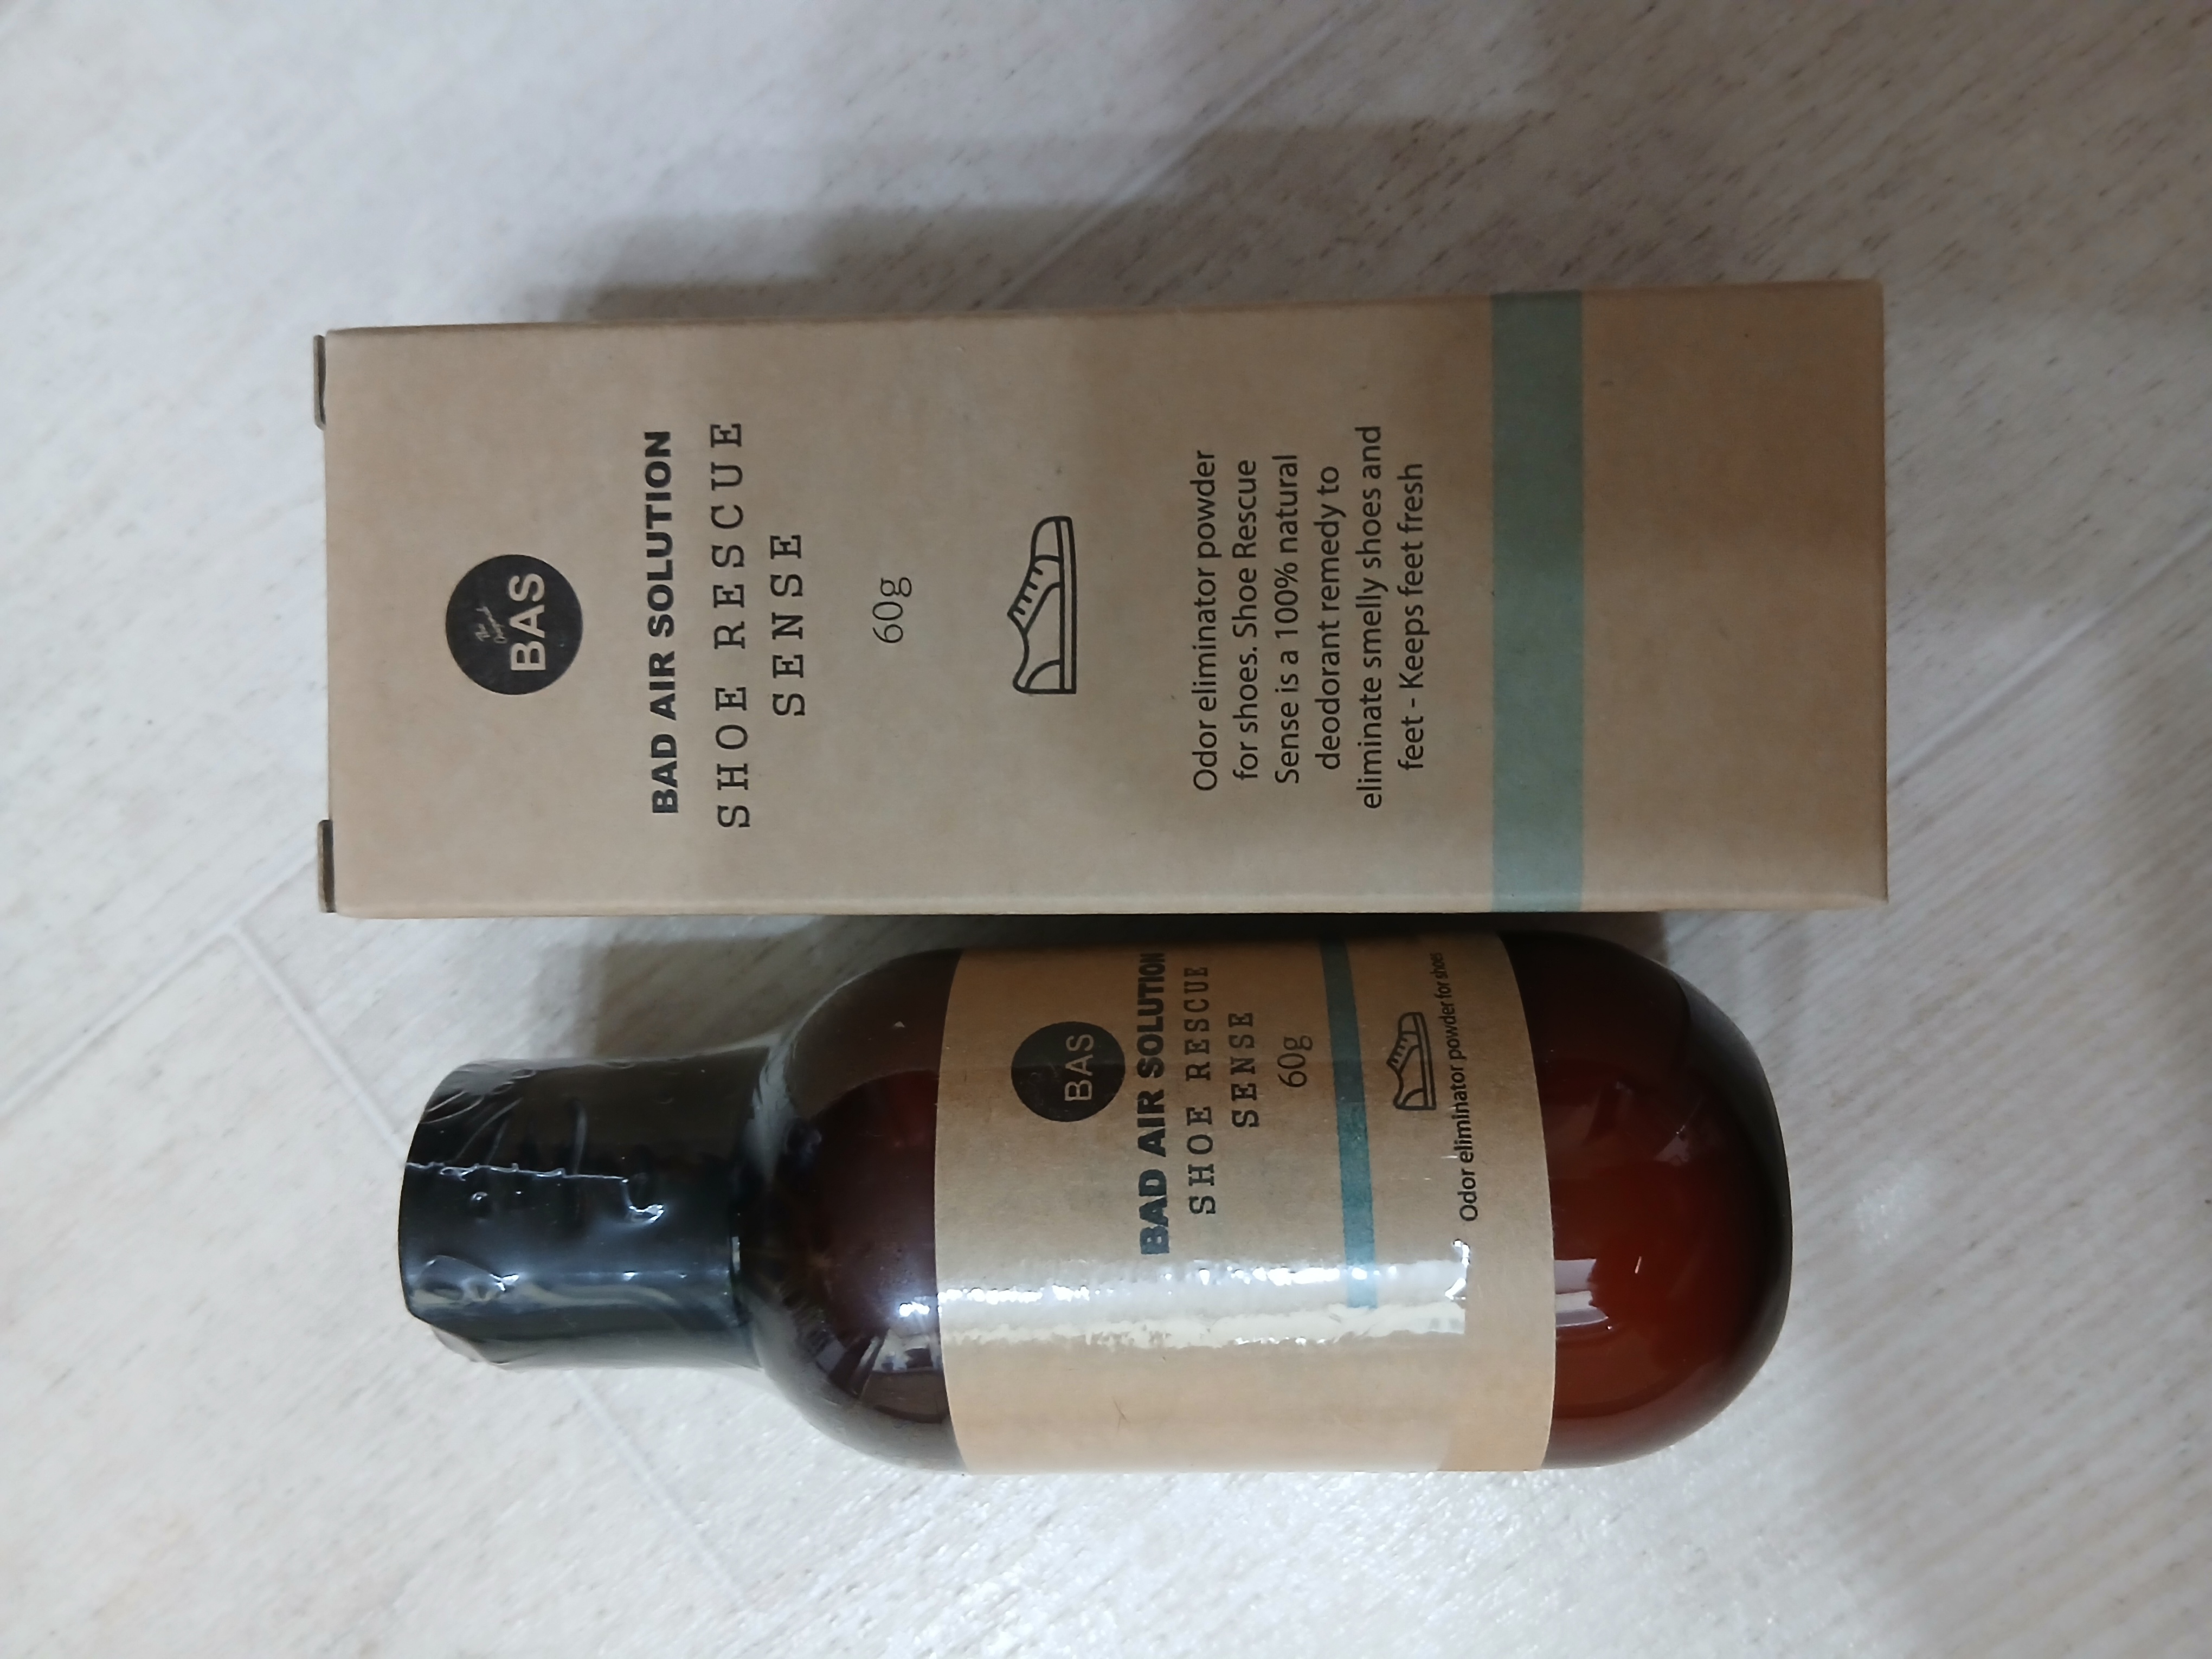 The
Original
BAS
BAD AIR SOLUTION
SHOE RESCUE
SENSE
60g
Odor eliminator powder
for shoes. Shoe Rescue
Sense is a 100% natural
deodorant remedy to
eliminate smelly shoes and
feet - Keeps feet fresh
BAS
BAD AIR SOLUTION
SHOE RESCUE
SENSE
60g
Odor eliminator powder for shoes